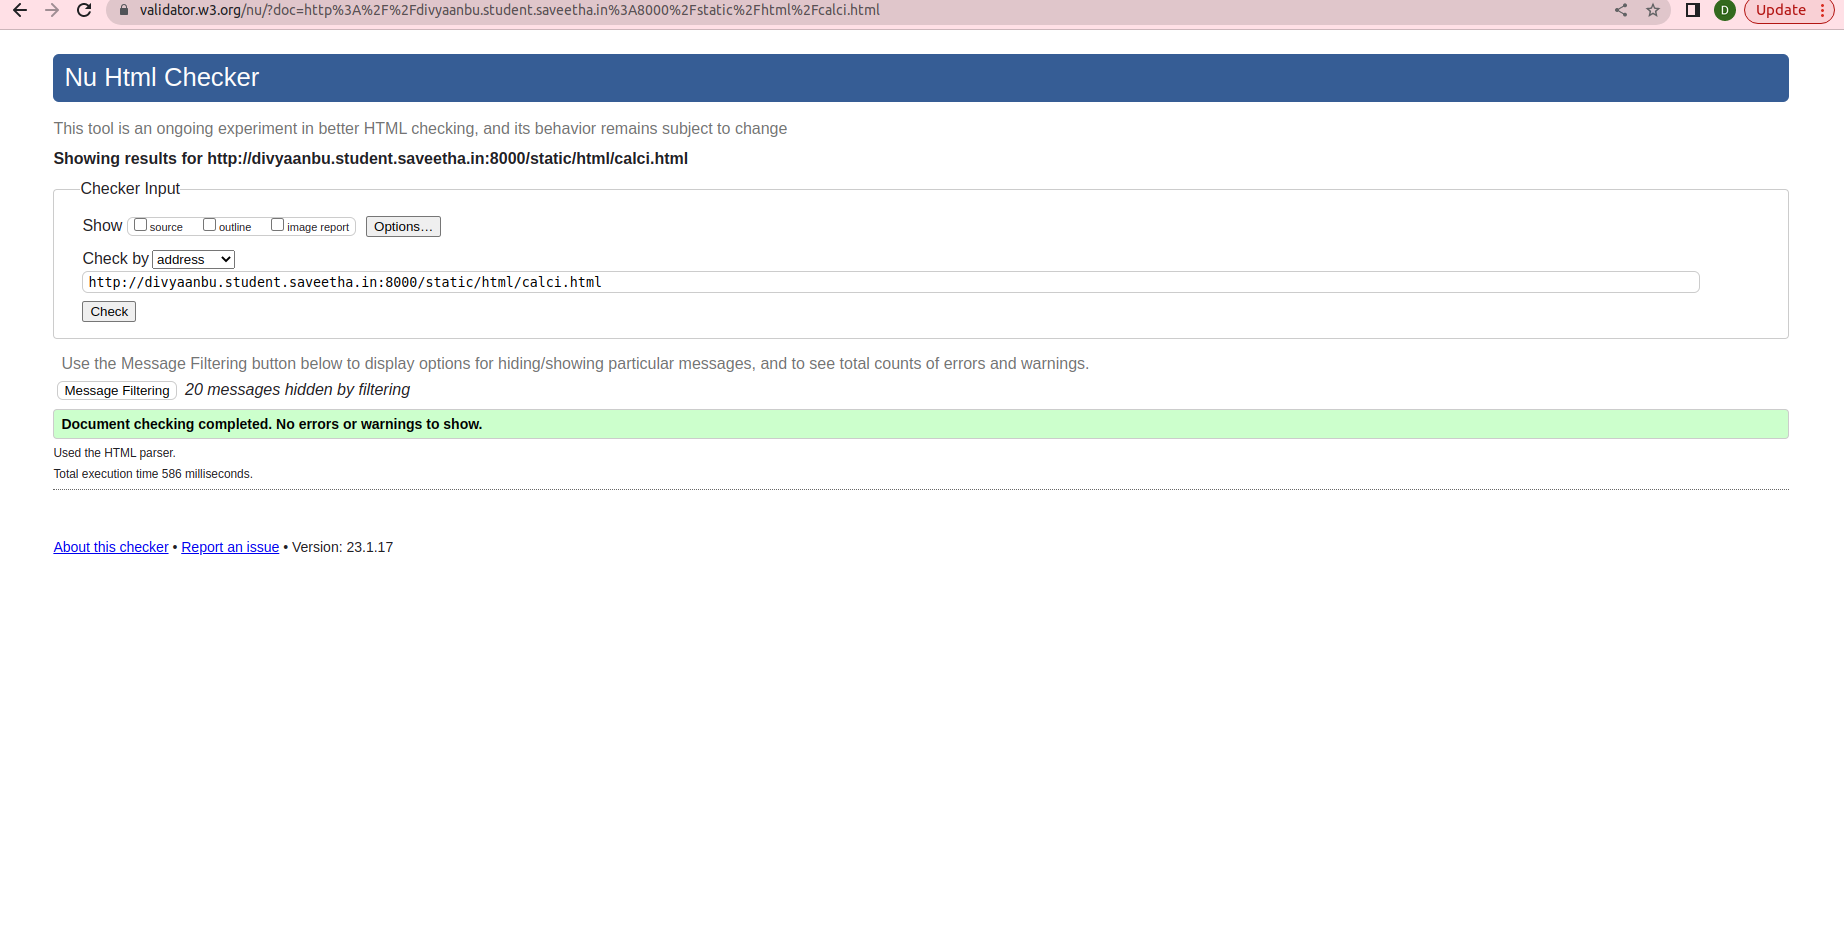 validator.w3.org/nu/?doc=http%3A%2F%2Fdivyaanbu.student.saveetha.in%3A8000%2Fstatic%2Fhtml%2Fcalci.html
D
Update
Nu Html Checker
This tool is an ongoing experiment in better HTML checking, and its behavior remains subject to change
Showing results for http://divyaanbu.student.saveetha.in:8000/static/html/calci.html
Checker Input
Show source outline image report Options...
Check by address
http://divyaanbu.student.saveetha.in:8000/static/html/calci.html
Check
Use the Message Filtering button below to display options for hiding/showing particular messages, and to see total counts of errors and warnings.
Message Filtering 20 messages hidden by filtering
Document checking completed. No errors or warnings to show.
Used the HTML parser.
Total execution time 586 milliseconds.
About this checker • Report an issue • Version: 23.1.17